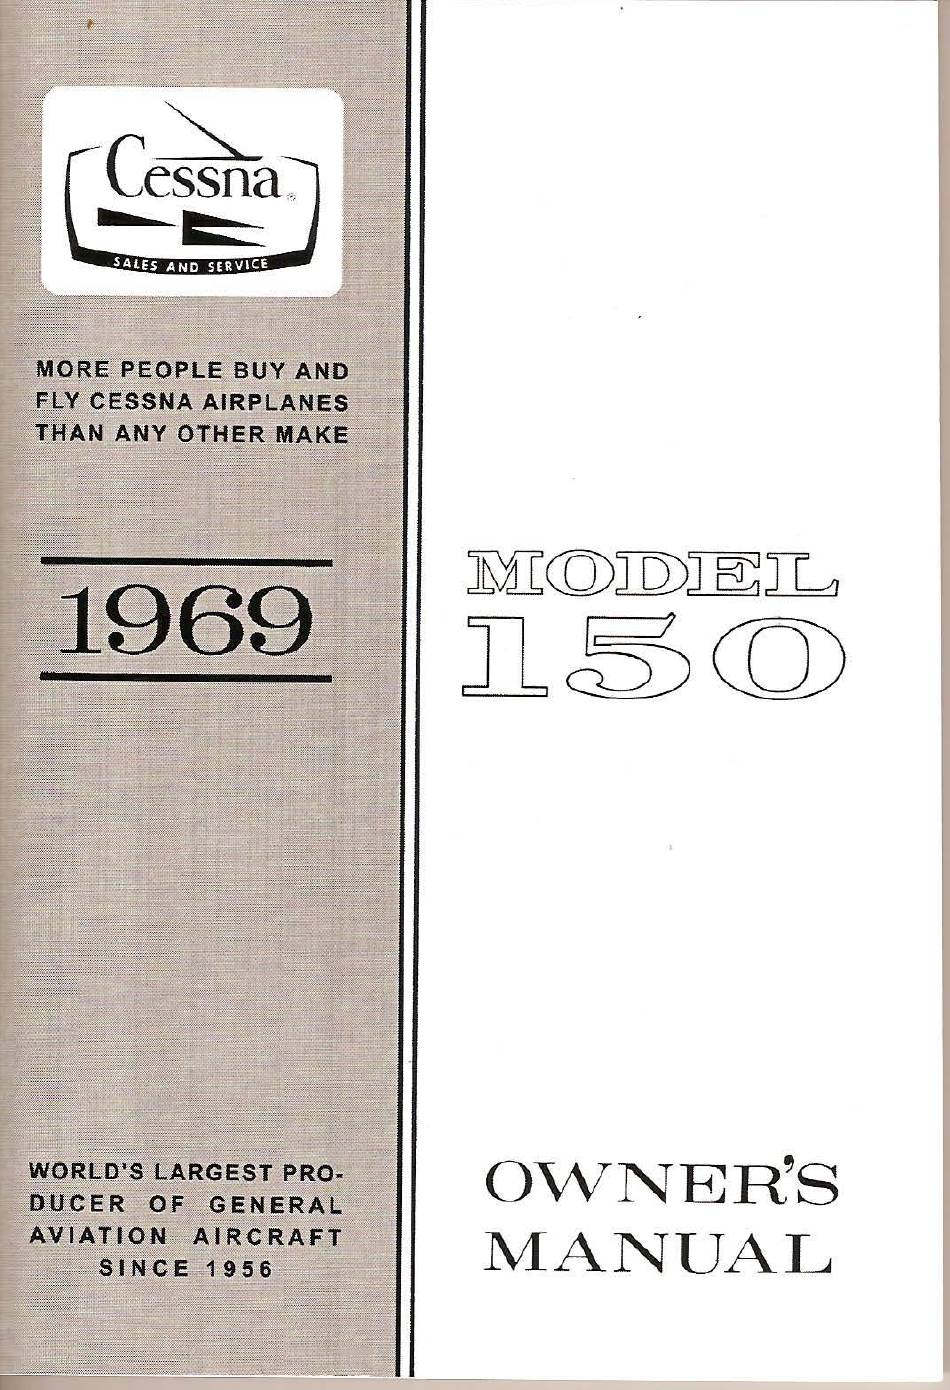 Cessna®
SALES AND SERVICE
MORE PEOPLE BUY AND
FLY CESSNA AIRPLANES
THAN ANY OTHER MAKE
1969
WORLD'S LARGEST PRO-
DUCER OF GENERAL
AVIATION AIRCRAFT
SINCE 1956
MODEL
150
OWNER'S
MANUAL